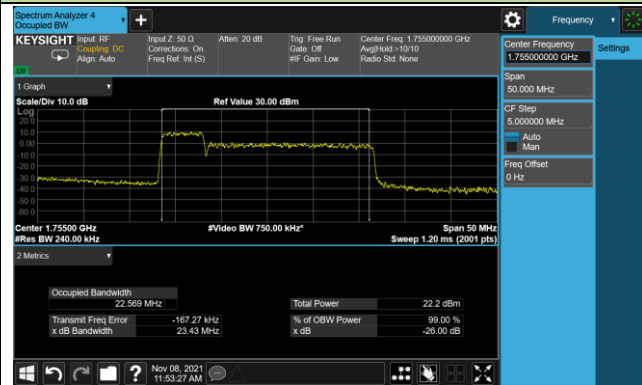 Spectrum Analyzer 4
Occupied BW
Frequency
KEYSIGHT
Input: RF
Coupling: DC
Align: Auto
Input Z: 50 Ω
Corrections: On
Freq Ref: Int (S)
Atten: 20 dB
Trig: Free Run
Gate: Off
#IF Gain: Low
Center Freq: 1.755000000 GHz
Avg|Hold:>10/10
Radio Std: None
LXI
1 Graph
Scale/Div 10.0 dB
Ref Value 30.00 dBm
Log
20.0
10.0
0.00
-10.0
-20.0
-30.0
-40.0
-50.0
-60.0
Center 1.75500 GHz
#Video BW 750.00 kHz*
Span 50 MHz
#Res BW 240.00 kHz
Sweep 1.20 ms (2001 pts)
2 Metrics
Occupied Bandwidth
22.569 MHz
Total Power
22.2 dBm
Transmit Freq Error
-167.27 kHz
% of OBW Power
99.00 %
x dB Bandwidth
23.43 MHz
x dB
-26.00 dB
Nov 08, 2021
11:53:27 AM
Center Frequency
1.755000000 GHz
Settings
Span
50.000 MHz
CF Step
5.000000 MHz
Auto
Man
Freq Offset
0 Hz